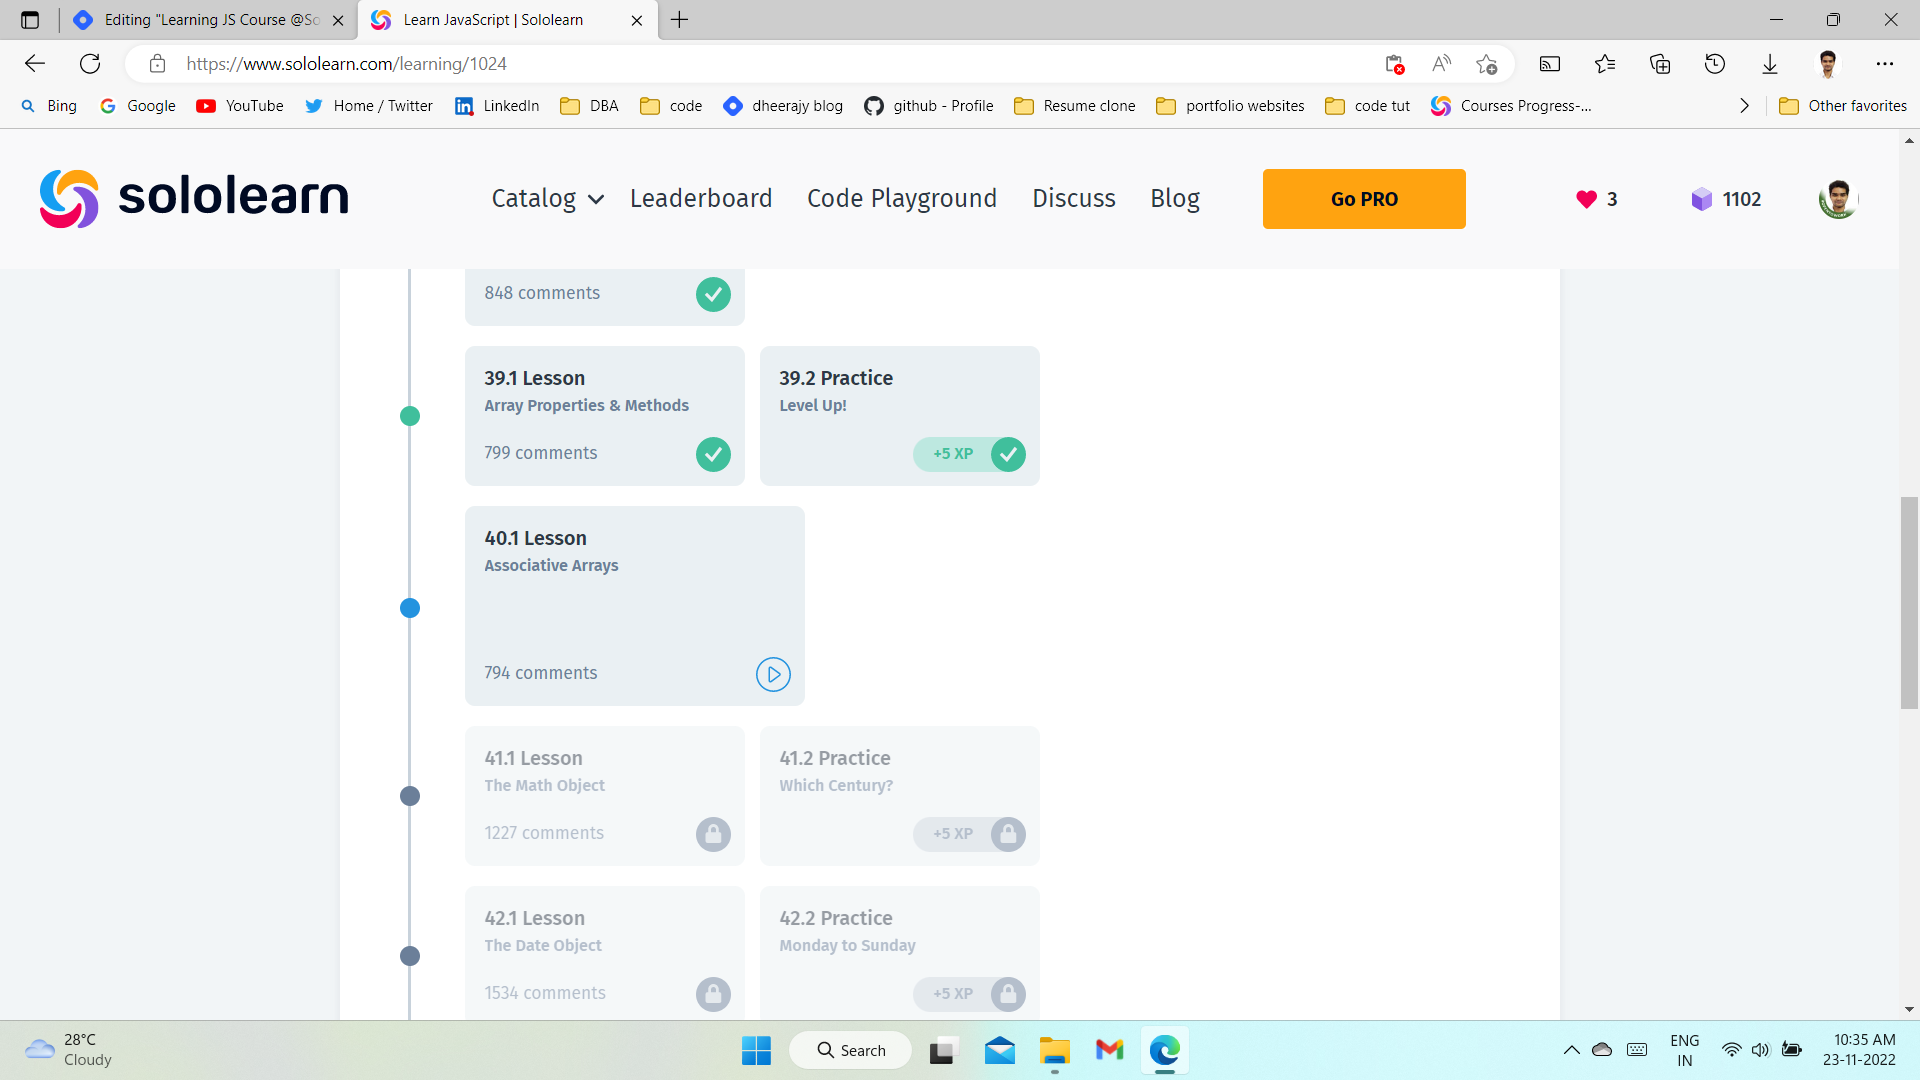 Editing "Learning JS Course @So
Learn JavaScript | Sololearn
https://www.sololearn.com/learning/1024
Bing
Google
YouTube
Home / Twitter
LinkedIn
DBA
code
dheerajy blog
github - Profile
Resume clone
portfolio websites
code tut
Courses Progress-...
Other favorites
sololearn
Catalog
Leaderboard
Code Playground
Discuss
Blog
Go PRO
3
1102
848 comments
39.1 Lesson
Array Properties & Methods
799 comments
39.2 Practice
Level Up!
+5 XP
40.1 Lesson
Associative Arrays
794 comments
41.1 Lesson
The Math Object
1227 comments
41.2 Practice
Which Century?
+5 XP
42.1 Lesson
The Date Object
1534 comments
42.2 Practice
Monday to Sunday
+5 XP
28°C
Cloudy
Search
ENG
IN
10:35 AM
23-11-2022